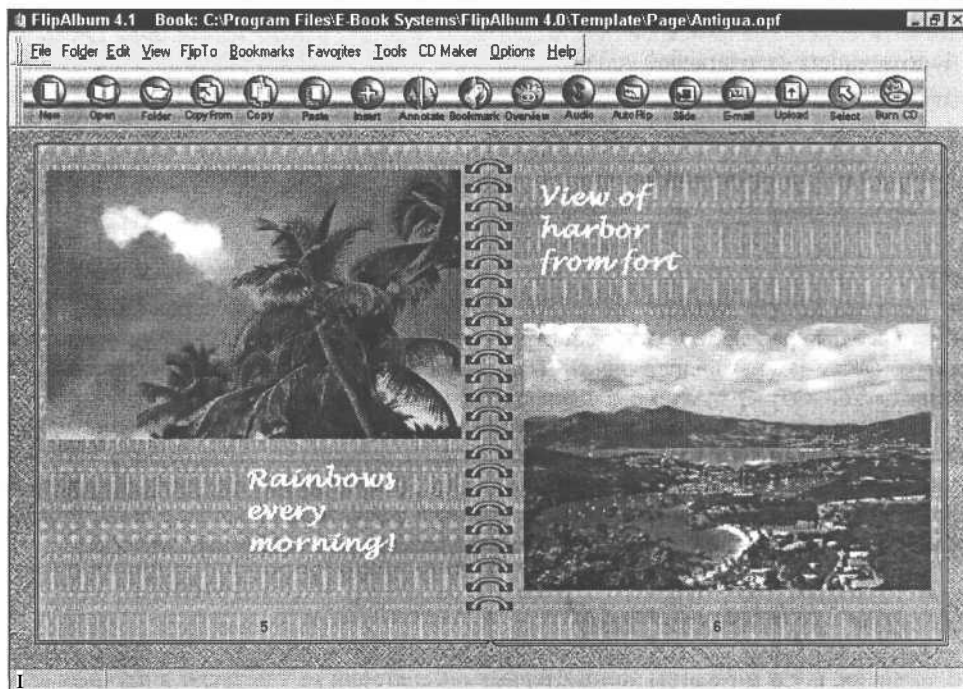 FlipAlbum 4.1 Book: C:\Program Files\E-Book Systems\FlipAlbum 4.0\Template\Page\Antigua.opf
File Folder Edit View FlipTo Bookmarks Favorites Tools CD Maker Options Help
New Open Folder Copy From Copy Paste Insert Annotate Bookmark Overview Audio AutoFlip Slide E-mail Upload Select Burn CD
View of
harbor
from fort
Rainbows
every
morning!
5 6